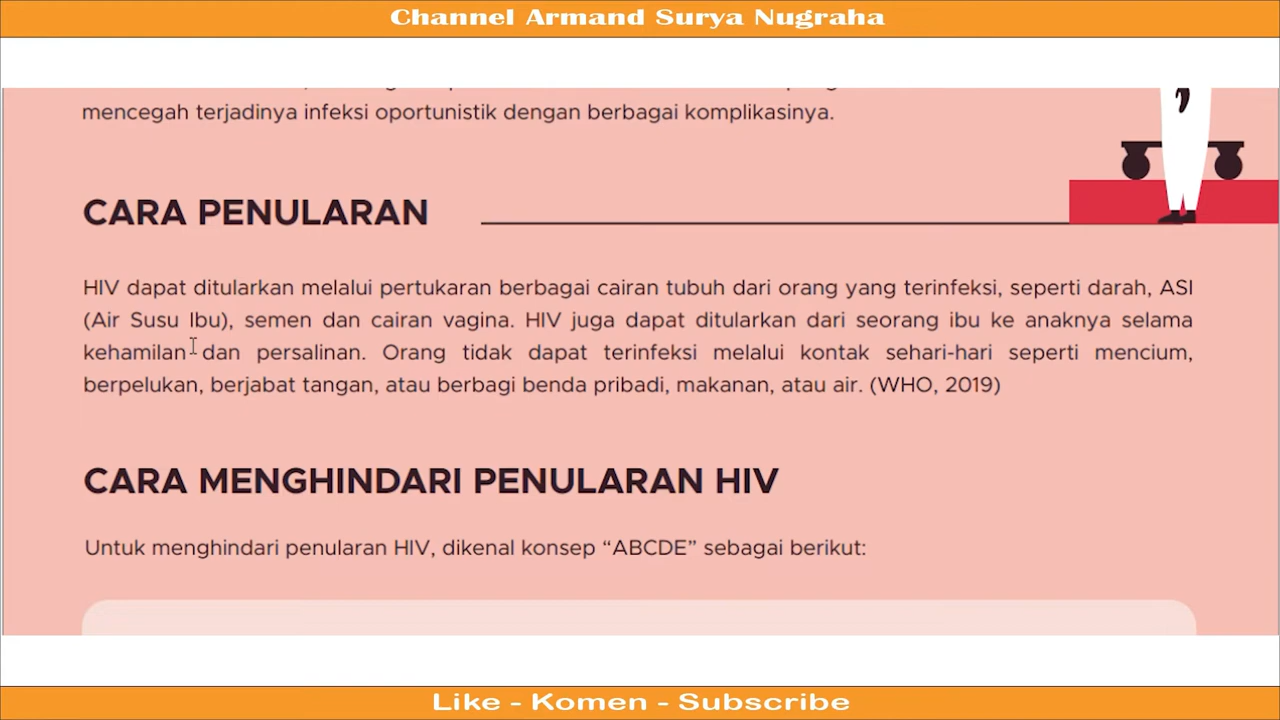 Channel Armand Surya Nugraha
mencegah terjadinya infeksi oportunistik dengan berbagai komplikasinya.
CARA PENULARAN
HIV dapat ditularkan melalui pertukaran berbagai cairan tubuh dari orang yang terinfeksi, seperti darah, ASI
(Air Susu Ibu), semen dan cairan vagina. HIV juga dapat ditularkan dari seorang ibu ke anaknya selama
kehamilan dan persalinan. Orang tidak dapat terinfeksi melalui kontak sehari-hari seperti mencium,
berpelukan, berjabat tangan, atau berbagi benda pribadi, makanan, atau air. (WHO, 2019)
CARA MENGHINDARI PENULARAN HIV
Untuk menghindari penularan HIV, dikenal konsep “ABCDE” sebagai berikut:
Like - Komen - Subscribe